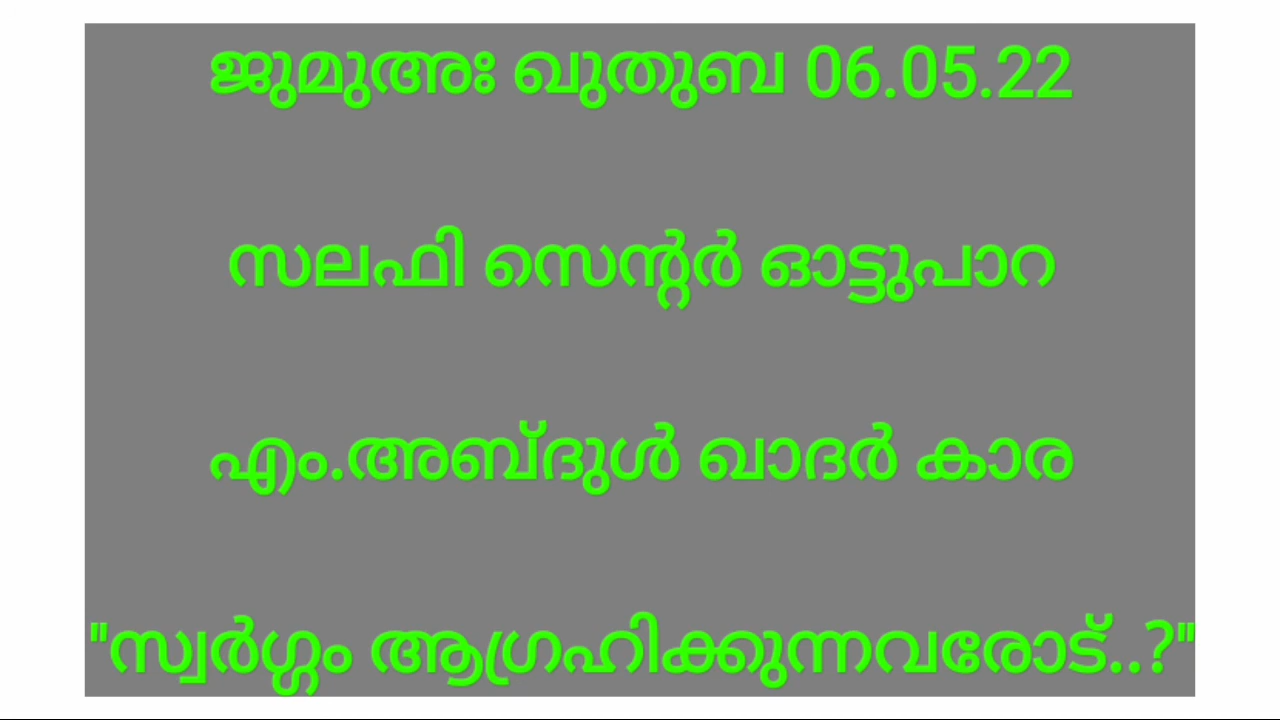 ജുമുഅഃ ഖുതുബ 06.05.22
സലഫി സെന്റർ ഓട്ടുപാറ
എം.അബ്ദുൾ ഖാദർ കാര
"സ്വർഗ്ഗം ആഗ്രഹിക്കുന്നവരോട്..?"